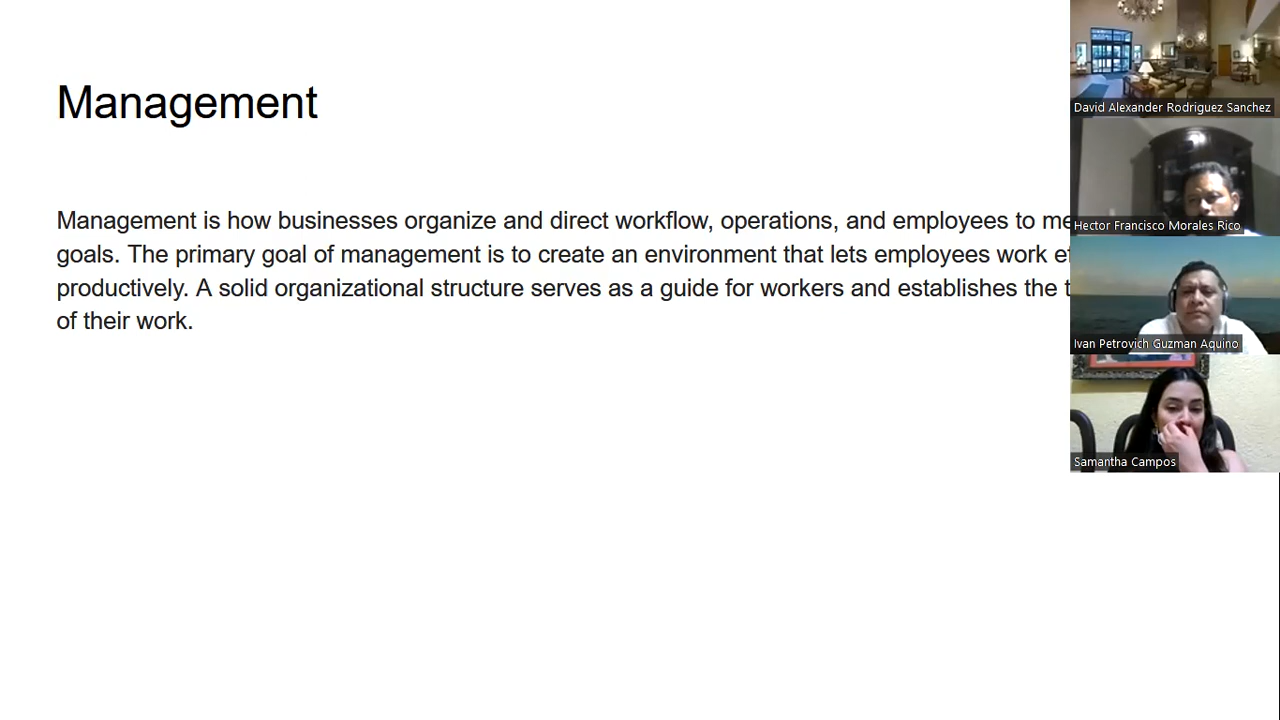 Management
Management is how businesses organize and direct workflow, operations, and employees to
goals. The primary goal of management is to create an environment that lets employees work
productively. A solid organizational structure serves as a guide for workers and establishes the
of their work.
David Alexander Rodriguez Sanchez
Hector Francisco Morales Rico
Ivan Petrovich Guzman Aquino
Samantha Campos